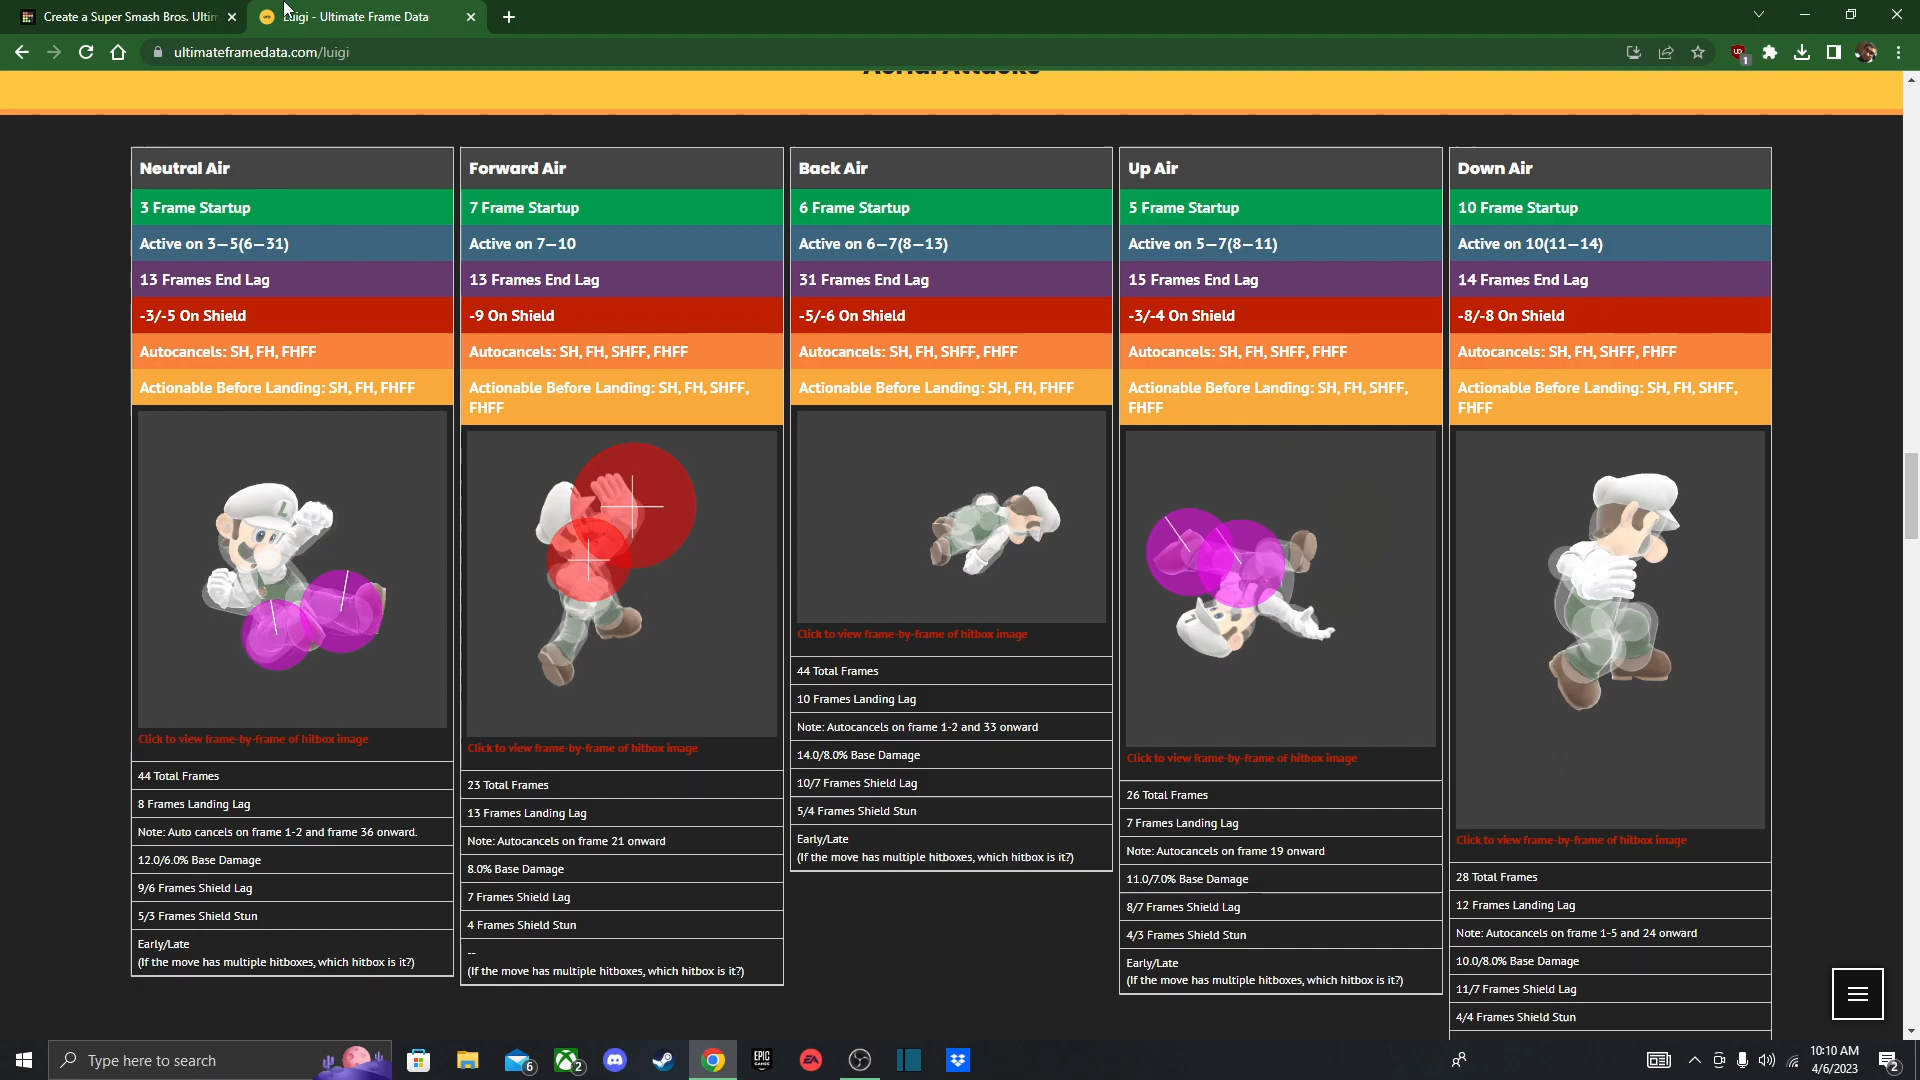 Create a Super Smash Bros. Ultim
Luigi - Ultimate Frame Data
ultimateframedata.com/luigi
Aerial Attacks
Neutral Air
3 Frame Startup
Active on 3—5(6—31)
13 Frames End Lag
-3/-5 On Shield
Autocancels: SH, FH, FHFF
Actionable Before Landing: SH, FH, FHFF
Click to view frame-by-frame of hitbox image
44 Total Frames
8 Frames Landing Lag
Note: Auto cancels on frame 1-2 and frame 36 onward.
12.0/6.0% Base Damage
9/6 Frames Shield Lag
5/3 Frames Shield Stun
Early/Late
(If the move has multiple hitboxes, which hitbox is it?)
Forward Air
7 Frame Startup
Active on 7—10
13 Frames End Lag
-9 On Shield
Autocancels: SH, FH, SHFF, FHFF
Actionable Before Landing: SH, FH, SHFF,
FHFF
Click to view frame-by-frame of hitbox image
23 Total Frames
13 Frames Landing Lag
Note: Autocancels on frame 21 onward
8.0% Base Damage
7 Frames Shield Lag
4 Frames Shield Stun
--
(If the move has multiple hitboxes, which hitbox is it?)
Back Air
6 Frame Startup
Active on 6—7(8—13)
31 Frames End Lag
-5/-6 On Shield
Autocancels: SH, FH, SHFF, FHFF
Actionable Before Landing: SH, FH, FHFF
Click to view frame-by-frame of hitbox image
44 Total Frames
10 Frames Landing Lag
Note: Autocancels on frame 1-2 and 33 onward
14.0/8.0% Base Damage
10/7 Frames Shield Lag
5/4 Frames Shield Stun
Early/Late
(If the move has multiple hitboxes, which hitbox is it?)
Up Air
5 Frame Startup
Active on 5—7(8—11)
15 Frames End Lag
-3/-4 On Shield
Autocancels: SH, FH, SHFF, FHFF
Actionable Before Landing: SH, FH, SHFF,
FHFF
Click to view frame-by-frame of hitbox image
26 Total Frames
7 Frames Landing Lag
Note: Autocancels on frame 19 onward
11.0/7.0% Base Damage
8/7 Frames Shield Lag
4/3 Frames Shield Stun
Early/Late
(If the move has multiple hitboxes, which hitbox is it?)
Down Air
10 Frame Startup
Active on 10(11—14)
14 Frames End Lag
-8/-8 On Shield
Autocancels: SH, FH, SHFF, FHFF
Actionable Before Landing: SH, FH, SHFF,
FHFF
Click to view frame-by-frame of hitbox image
28 Total Frames
12 Frames Landing Lag
Note: Autocancels on frame 1-5 and 24 onward
10.0/8.0% Base Damage
11/7 Frames Shield Lag
4/4 Frames Shield Stun
Type here to search
6
2
EPIC
GAMES
EA
10:10 AM
4/6/2023
2